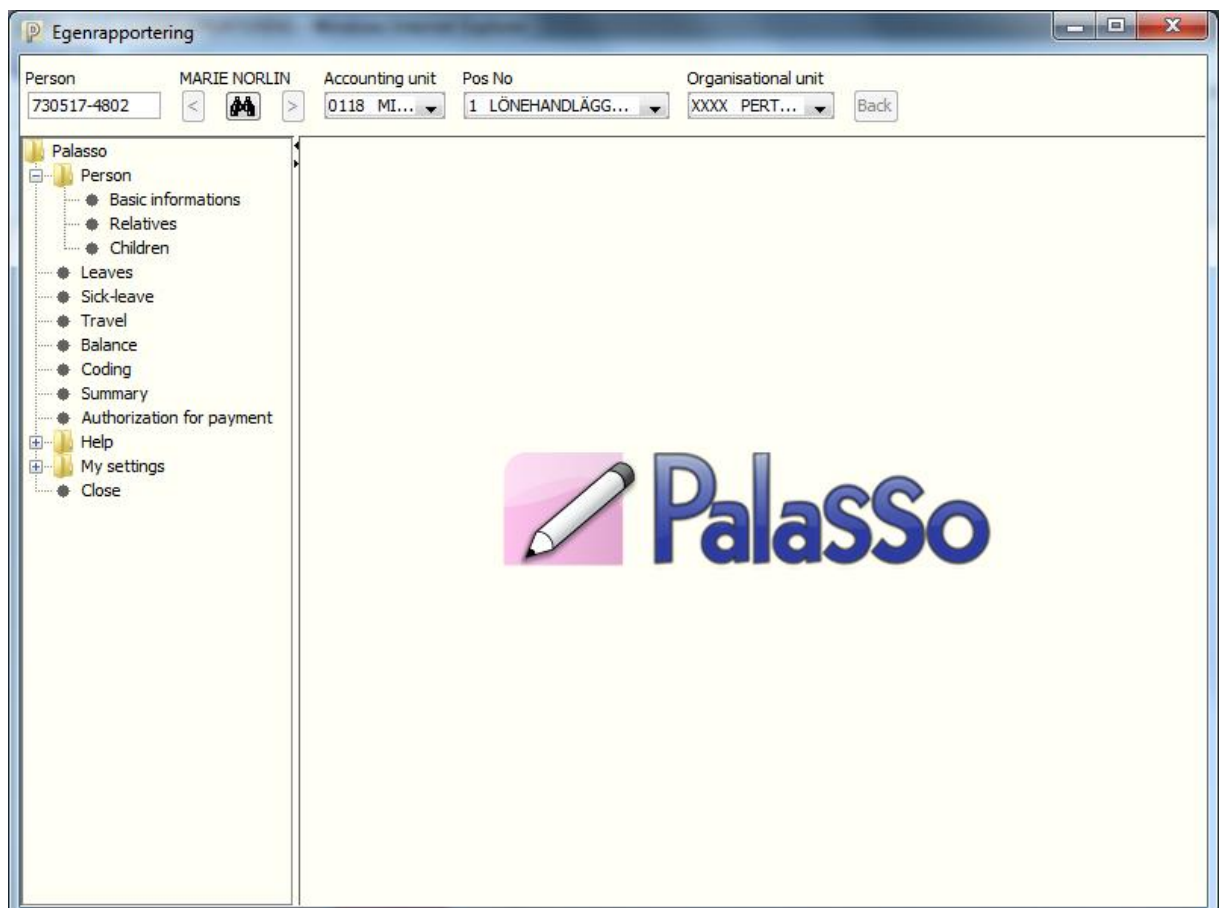 Egenrapportering
Person MARIE NORLIN Accounting unit Pos No Organisational unit
730517-4802 < > 0118 MI... 1 LÖNEHANDLÄGG... XXXX PERT... Back
Palasso
Person
Basic informations
Relatives
Children
Leaves
Sick-leave
Travel
Balance
Coding
Summary
Authorization for payment
Help
My settings
Close
PalaSSo